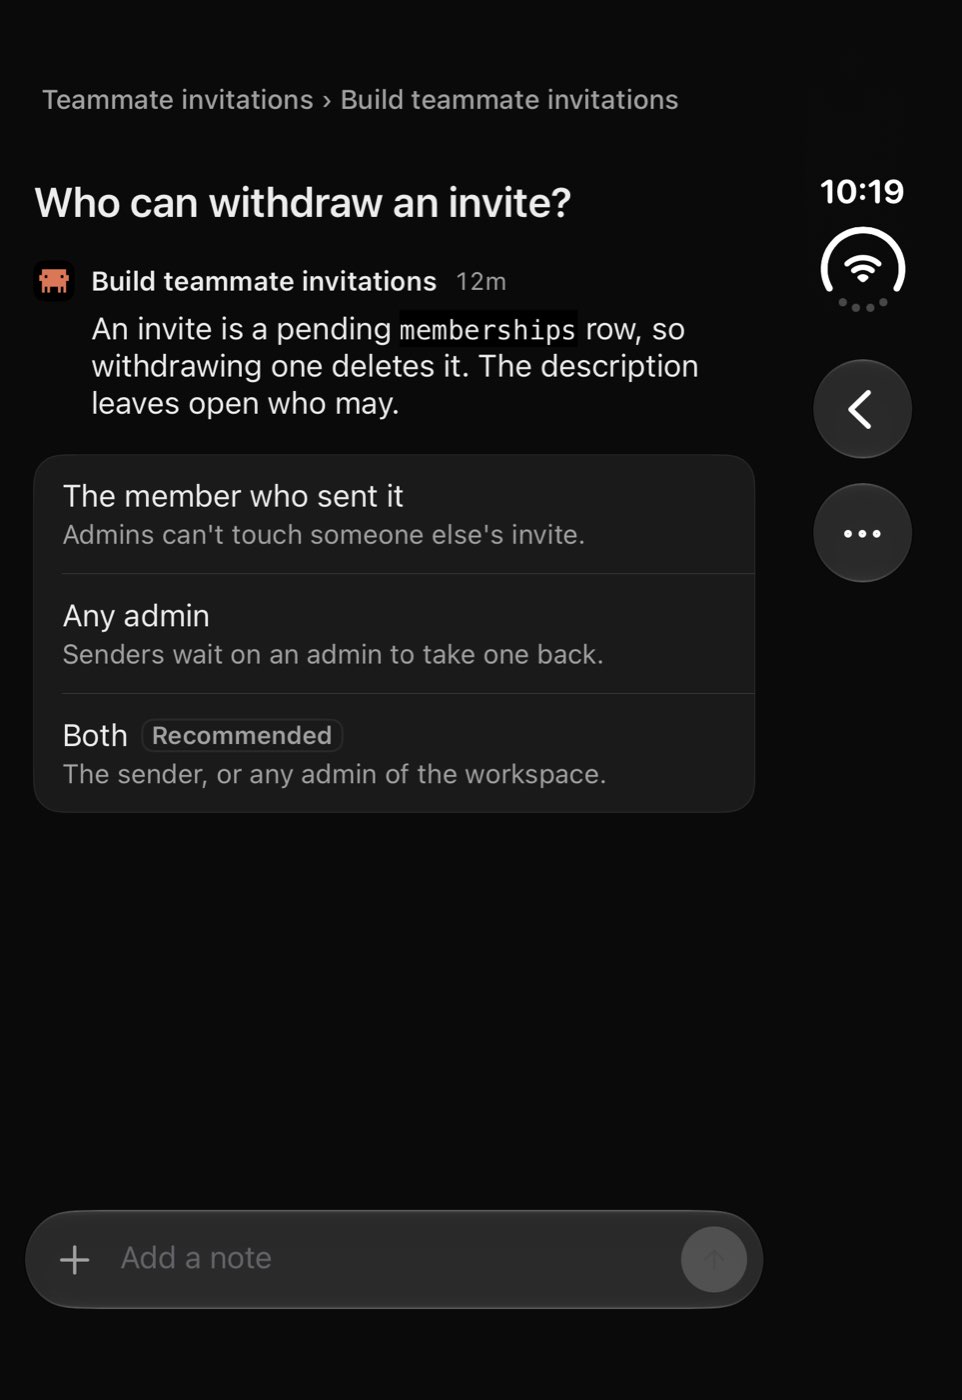 Teammate invitations › Build teammate invitations
10:19
Who can withdraw an invite?
Build teammate invitations 12m
An invite is a pending memberships row, so
withdrawing one deletes it. The description
leaves open who may.
The member who sent it
Admins can't touch someone else's invite.
Any admin
Senders wait on an admin to take one back.
Both Recommended
The sender, or any admin of the workspace.
Add a note